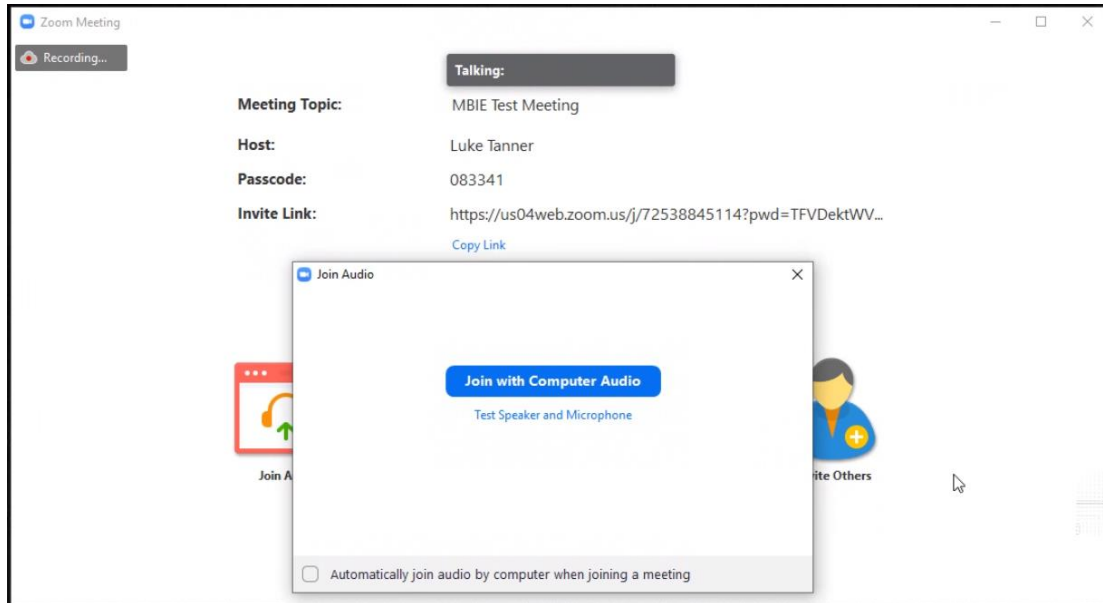 Zoom Meeting
Recording...
Talking:
Meeting Topic: MBIE Test Meeting
Host: Luke Tanner
Passcode: 083341
Invite Link: https://us04web.zoom.us/j/72538845114?pwd=TFVDektWV...
Copy Link
Join Audio
Join with Computer Audio
Test Speaker and Microphone
Join A
ite Others
Automatically join audio by computer when joining a meeting